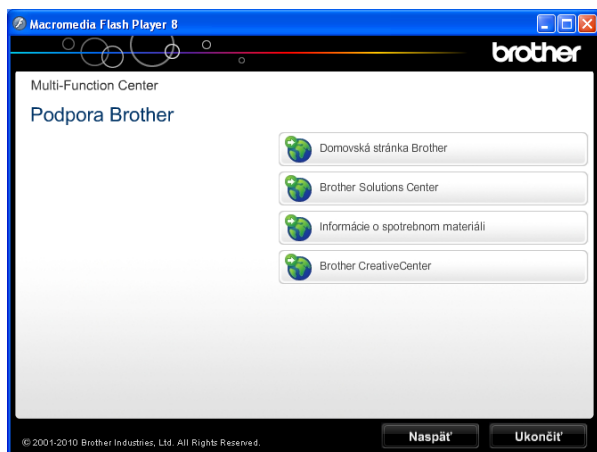 Macromedia Flash Player 8
brother
Multi-Function Center
Podpora Brother
Domovská stránka Brother
Brother Solutions Center
Informácie o spotrebnom materiáli
Brother CreativeCenter
© 2001-2010 Brother Industries, Ltd. All Rights Reserved.
Naspäť
Ukončiť